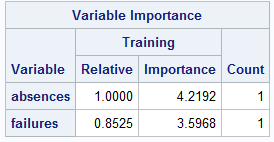 Variable Importance
Training
Variable Relative Importance Count
absences 1.0000 4.2192 1
failures 0.8525 3.5968 1